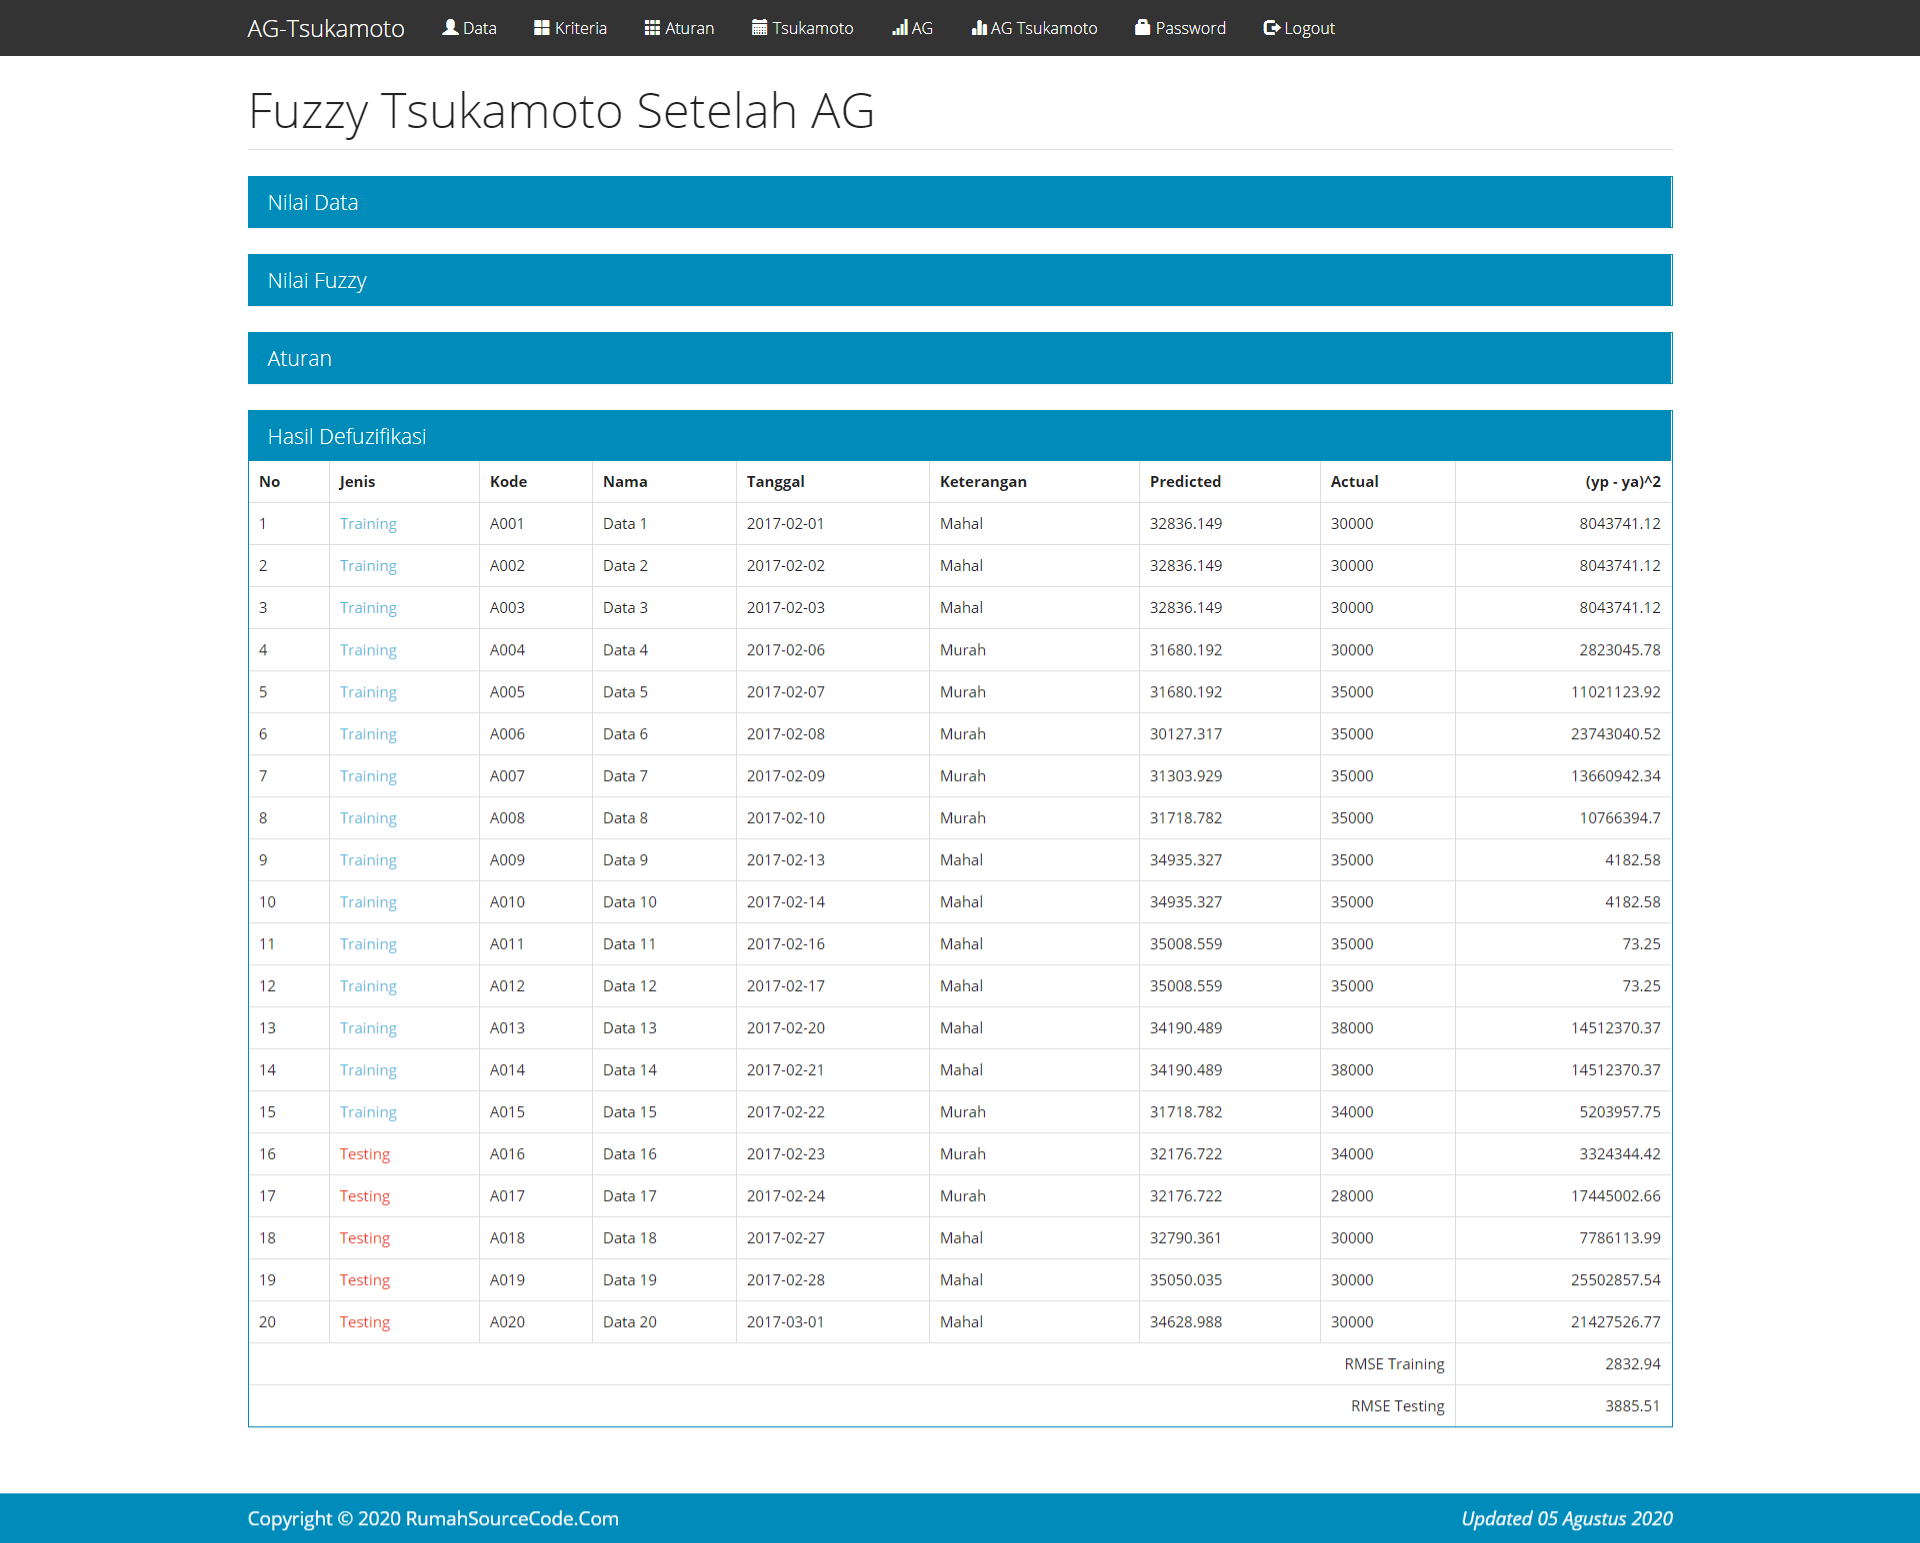 AG-Tsukamoto Data Kriteria Aturan Tsukamoto AG AG Tsukamoto Password Logout
Fuzzy Tsukamoto Setelah AG
Nilai Data
Nilai Fuzzy
Aturan
Hasil Defuzifikasi
No Jenis Kode Nama Tanggal Keterangan Predicted Actual (yp - ya)^2
1 Training A001 Data 1 2017-02-01 Mahal 32836.149 30000 8043741.12
2 Training A002 Data 2 2017-02-02 Mahal 32836.149 30000 8043741.12
3 Training A003 Data 3 2017-02-03 Mahal 32836.149 30000 8043741.12
4 Training A004 Data 4 2017-02-06 Murah 31680.192 30000 2823045.78
5 Training A005 Data 5 2017-02-07 Murah 31680.192 35000 11021123.92
6 Training A006 Data 6 2017-02-08 Murah 30127.317 35000 23743040.52
7 Training A007 Data 7 2017-02-09 Murah 31303.929 35000 13660942.34
8 Training A008 Data 8 2017-02-10 Murah 31718.782 35000 10766394.7
9 Training A009 Data 9 2017-02-13 Mahal 34935.327 35000 4182.58
10 Training A010 Data 10 2017-02-14 Mahal 34935.327 35000 4182.58
11 Training A011 Data 11 2017-02-16 Mahal 35008.559 35000 73.25
12 Training A012 Data 12 2017-02-17 Mahal 35008.559 35000 73.25
13 Training A013 Data 13 2017-02-20 Mahal 34190.489 38000 14512370.37
14 Training A014 Data 14 2017-02-21 Mahal 34190.489 38000 14512370.37
15 Training A015 Data 15 2017-02-22 Murah 31718.782 34000 5203957.75
16 Testing A016 Data 16 2017-02-23 Murah 32176.722 34000 3324344.42
17 Testing A017 Data 17 2017-02-24 Murah 32176.722 28000 17445002.66
18 Testing A018 Data 18 2017-02-27 Mahal 32790.361 30000 7786113.99
19 Testing A019 Data 19 2017-02-28 Mahal 35050.035 30000 25502857.54
20 Testing A020 Data 20 2017-03-01 Mahal 34628.988 30000 21427526.77
RMSE Training 2832.94
RMSE Testing 3885.51
Copyright © 2020 RumahSourceCode.Com Updated 05 Agustus 2020